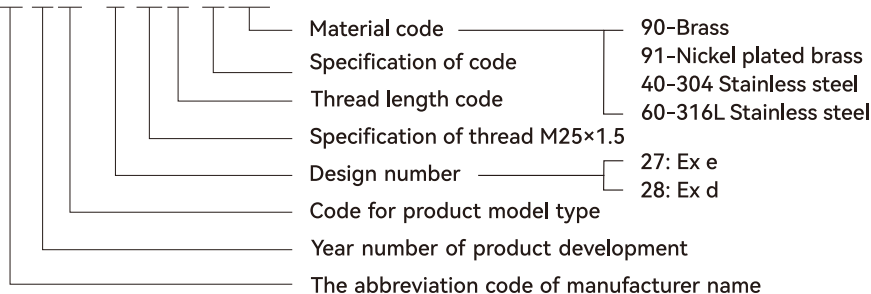 Material code
90-Brass
91-Nickel plated brass
40-304 Stainless steel
60-316L Stainless steel
Specification of code
Thread length code
Specification of thread M25×1.5
Design number
27: Ex e
28: Ex d
Code for product model type
Year number of product development
The abbreviation code of manufacturer name